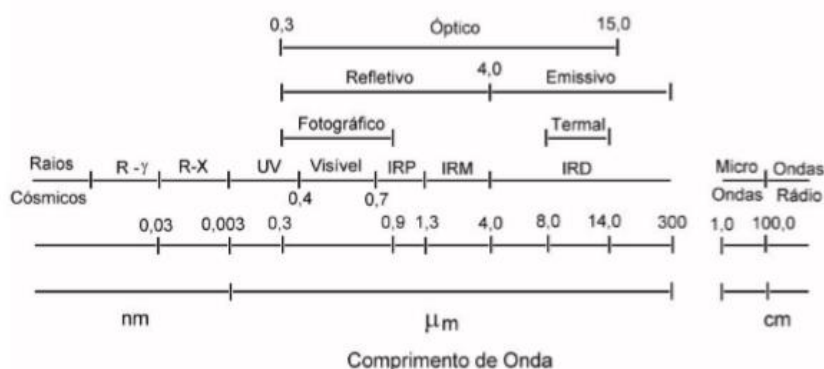 0,3 Óptico 15,0
Refletivo 4,0 Emissivo
Fotográfico Termal
Raios R -γ R-X UV Visível IRP IRM IRD Micro Ondas
Cósmicos 0,4 0,7 Ondas Rádio
0,03 0,003 0,3 0,9 1,3 4,0 8,0 14,0 300 1,0 100,0
nm μm cm
Comprimento de Onda